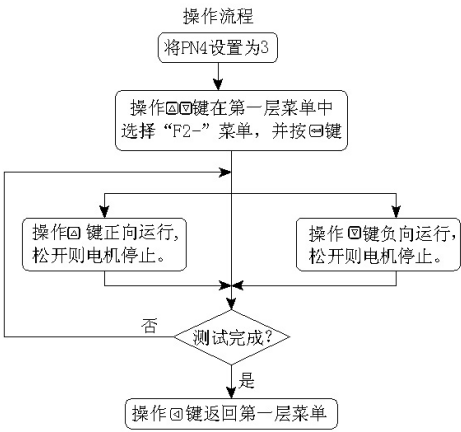 操作流程
将PN4设置为3
操作△▽键在第一层菜单中
选择“F2-”菜单，并按⏎键
操作△键正向运行，
松开则电机停止。
操作▽键负向运行，
松开则电机停止。
测试完成？
否
是
操作◁键返回第一层菜单